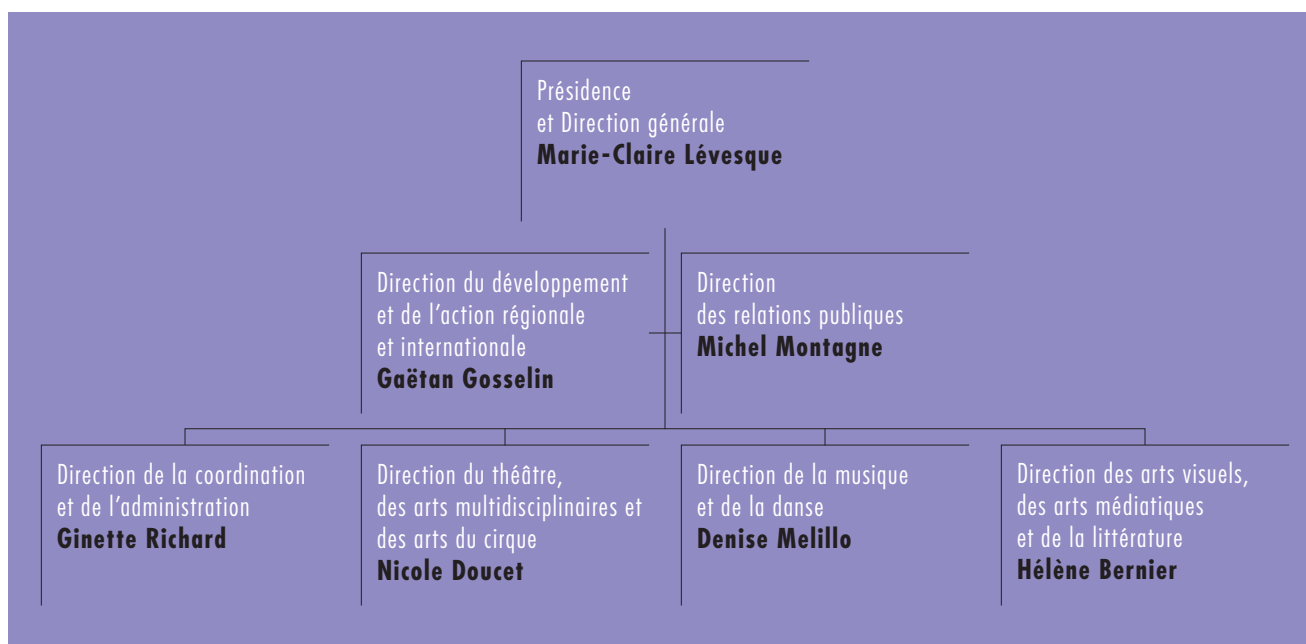 Présidence
et Direction générale
Marie-Claire Lévesque
Direction du développement
et de l'action régionale
et internationale
Gaëtan Gosselin
Direction
des relations publiques
Michel Montagne
Direction de la coordination
et de l'administration
Ginette Richard
Direction du théâtre,
des arts multidisciplinaires et
des arts du cirque
Nicole Doucet
Direction de la musique
et de la danse
Denise Melillo
Direction des arts visuels,
des arts médiatiques
et de la littérature
Hélène Bernier